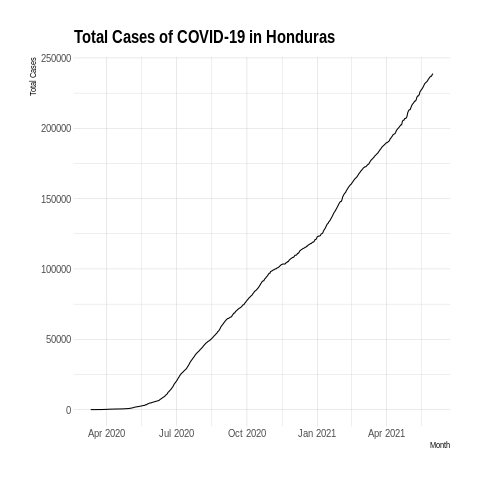 Total Cases of COVID-19 in Honduras
Total Cases
250000
200000
150000
100000
50000
0
Apr 2020 Jul 2020 Oct 2020 Jan 2021 Apr 2021
Month